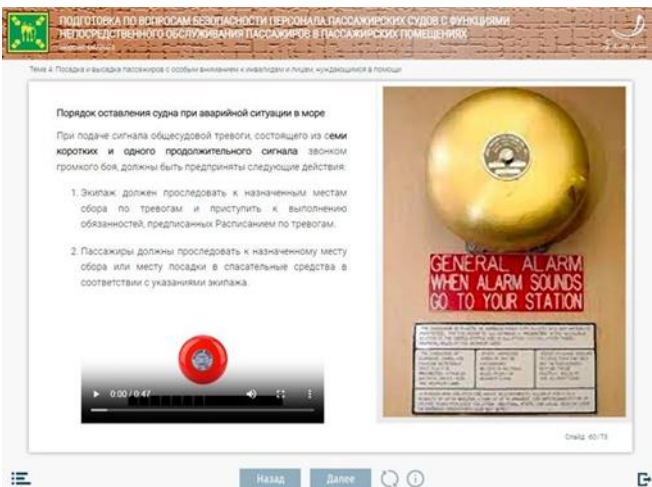 ПОДГОТОВКА ПО ВОПРОСАМ БЕЗОПАСНОСТИ ПЕРСОНАЛА ПАССАЖИРСКИХ СУДОВ С ФУНКЦИЯМИ
НЕПОСРЕДСТВЕННОГО ОБСЛУЖИВАНИЯ ПАССАЖИРОВ В ПАССАЖИРСКИХ ПОМЕЩЕНИЯХ
Тема 4: Посадка и высадка пассажиров с особым вниманием к инвалидам и лицам, нуждающимся в помощи
Порядок оставления судна при аварийной ситуации в море
При подаче сигнала общесудовой тревоги, состоящего из семи
коротких и одного продолжительного сигнала звонком
громкого боя, должны быть предприняты следующие действия:
1. Экипаж должен проследовать к назначенным местам
сбора по тревогам и приступить к выполнению
обязанностей, предписанных Расписанием по тревогам.
2. Пассажиры должны проследовать к назначенному месту
сбора или месту посадки в спасательные средства в
соответствии с указаниями экипажа.
0:00 / 0:47
GENERAL ALARM
WHEN ALARM SOUNDS
GO TO YOUR STATION
Слайд: 60/73
Назад
Далее